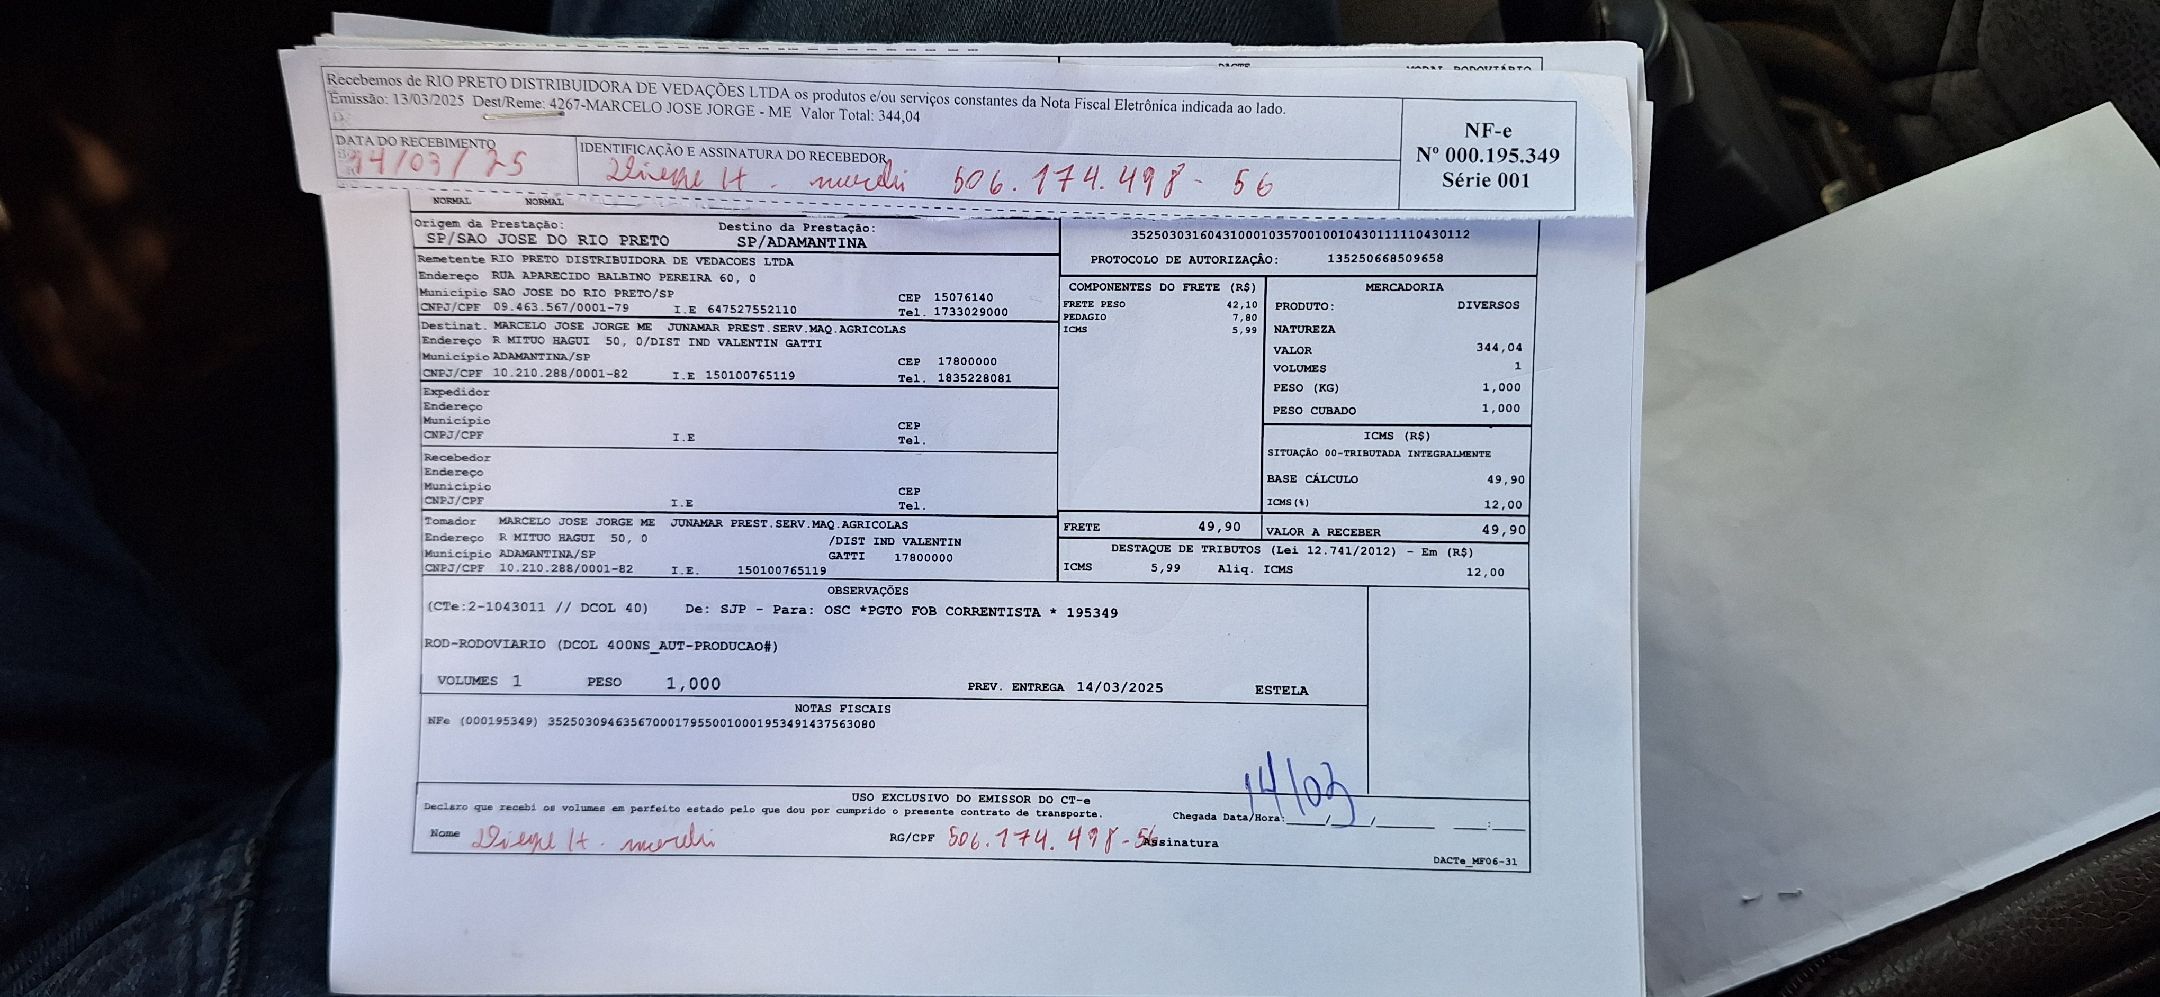 DACTE MODAL RODOVIÁRIO
Recebemos de RIO PRETO DISTRIBUIDORA DE VEDAÇÕES LTDA os produtos e/ou serviços constantes da Nota Fiscal Eletrônica indicada ao lado.
Emissão: 13/03/2025 Dest/Reme: 4267-MARCELO JOSE JORGE - ME Valor Total: 344,04
DATA DO RECEBIMENTO
14/03/25
IDENTIFICAÇÃO E ASSINATURA DO RECEBEDOR
506.174.498-56
NF-e
Nº 000.195.349
Série 001
NORMAL NORMAL
Origem da Prestação: Destino da Prestação:
SP/SAO JOSE DO RIO PRETO SP/ADAMANTINA
Remetente RIO PRETO DISTRIBUIDORA DE VEDACOES LTDA
Endereço RUA APARECIDO BALBINO PEREIRA 60, 0
Município SAO JOSE DO RIO PRETO/SP CEP 15076140
CNPJ/CPF 09.463.567/0001-79 I.E 647527552110 Tel. 1733029000
Destinat. MARCELO JOSE JORGE ME JUNAMAR PREST.SERV.MAQ.AGRICOLAS
Endereço R MITUO HAGUI 50, 0/DIST IND VALENTIN GATTI
Município ADAMANTINA/SP CEP 17800000
CNPJ/CPF 10.210.288/0001-82 I.E 150100765119 Tel. 1835228081
Expedidor
Endereço
Município CEP
CNPJ/CPF I.E Tel.
Recebedor
Endereço
Município CEP
CNPJ/CPF I.E Tel.
Tomador MARCELO JOSE JORGE ME JUNAMAR PREST.SERV.MAQ.AGRICOLAS
Endereço R MITUO HAGUI 50, 0 /DIST IND VALENTIN
Município ADAMANTINA/SP GATTI 17800000
CNPJ/CPF 10.210.288/0001-82 I.E. 150100765119
35250303160431000103570010010430111110430112
PROTOCOLO DE AUTORIZAÇÃO: 135250668509658
COMPONENTES DO FRETE (R$)
FRETE PESO 42,10
PEDAGIO 7,80
ICMS 5,99
MERCADORIA
PRODUTO: DIVERSOS
NATUREZA
VALOR 344,04
VOLUMES 1
PESO (KG) 1,000
PESO CUBADO 1,000
ICMS (R$)
SITUAÇÃO 00-TRIBUTADA INTEGRALMENTE
BASE CÁLCULO 49,90
ICMS(%) 12,00
FRETE 49,90 VALOR A RECEBER 49,90
DESTAQUE DE TRIBUTOS (Lei 12.741/2012) - Em (R$)
ICMS 5,99 Aliq. ICMS 12,00
OBSERVAÇÕES
(CTe:2-1043011 // DCOL 40) De: SJP - Para: OSC *PGTO FOB CORRENTISTA * 195349
ROD-RODOVIARIO (DCOL 400NS_AUT-PRODUCAO#)
VOLUMES 1 PESO 1,000 PREV. ENTREGA 14/03/2025 ESTELA
NOTAS FISCAIS
NFe (000195349) 35250309463567000179550010001953491437563080
14/03
USO EXCLUSIVO DO EMISSOR DO CT-e
Declaro que recebi os volumes em perfeito estado pelo que dou por cumprido o presente contrato de transporte.
Chegada Data/Hora:____/____/______ ___:___
Nome RG/CPF 506.174.498-56 Assinatura
DACTe_MF06-31